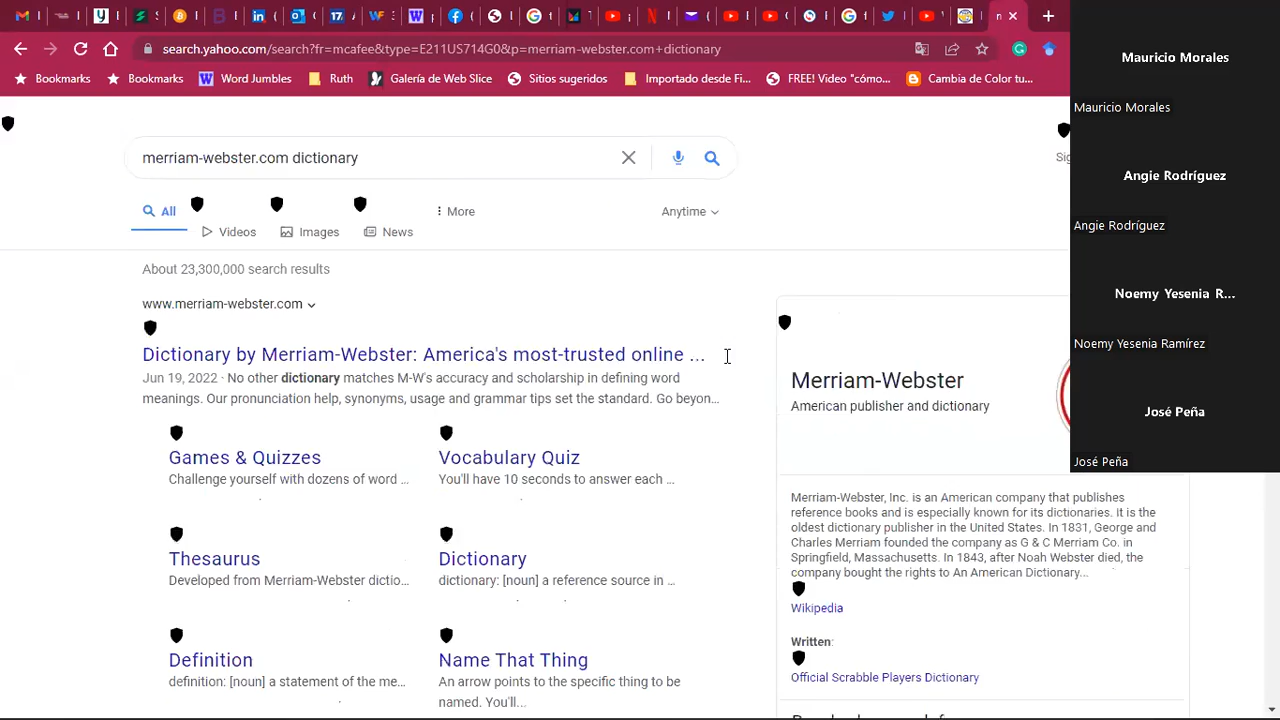 search.yahoo.com/search?fr=mcafee&type=E211US714G0&p=merriam-webster.com+dictionary
Bookmarks
Bookmarks
Word Jumbles
Ruth
Galería de Web Slice
Sitios sugeridos
Importado desde Fi...
FREE! Video "cómo...
Cambia de Color tu...
merriam-webster.com dictionary
All
Videos
Images
News
More
Anytime
About 23,300,000 search results
www.merriam-webster.com
Dictionary by Merriam-Webster: America's most-trusted online ...
Jun 19, 2022 · No other dictionary matches M-W's accuracy and scholarship in defining word
meanings. Our pronunciation help, synonyms, usage and grammar tips set the standard. Go beyon...
Games & Quizzes
Challenge yourself with dozens of word ...
Vocabulary Quiz
You'll have 10 seconds to answer each ...
Thesaurus
Developed from Merriam-Webster dictio...
Dictionary
dictionary: [noun] a reference source in ...
Definition
definition: [noun] a statement of the me...
Name That Thing
An arrow points to the specific thing to be
named. You'll...
Merriam-Webster
American publisher and dictionary
Merriam-Webster, Inc. is an American company that publishes
reference books and is especially known for its dictionaries. it is the
oldest dictionary publisher in the United States. In 1831, George and
Charles Merriam founded the company as G & C Merriam Co. in
Springfield, Massachusetts. In 1843, after Noah Webster died, the
company bought the rights to An American Dictionary...
Wikipedia
Written:
Official Scrabble Players Dictionary
Mauricio Morales
Mauricio Morales
Angie Rodríguez
Angie Rodríguez
Noemy Yesenia R...
Noemy Yesenia Ramírez
José Peña
José Peña